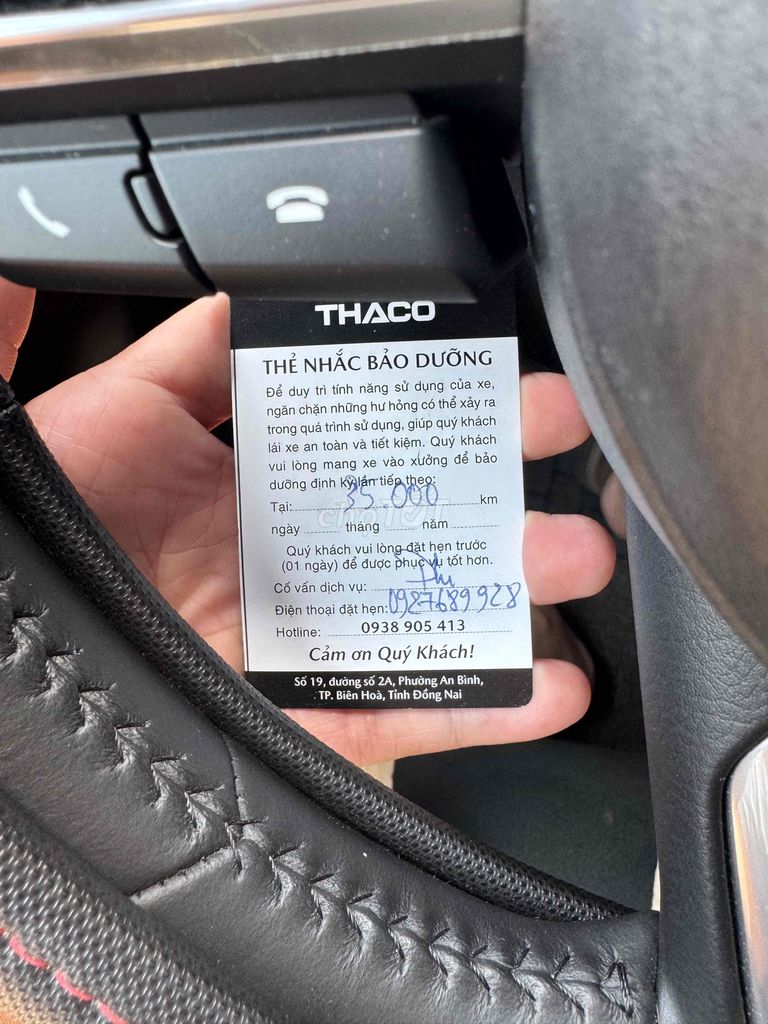 THACO
THẺ NHẮC BẢO DƯỠNG
Để duy trì tính năng sử dụng của xe,
ngăn chặn những hư hỏng có thể xảy ra
trong quá trình sử dụng, giúp quý khách
lái xe an toàn và tiết kiệm. Quý khách
vui lòng mang xe vào xưởng để bảo
dưỡng định kỳ lần tiếp theo:
Tại: 35.000 km
ngày tháng năm
Quý khách vui lòng đặt hẹn trước
(01 ngày) để được phục vụ tốt hơn.
Cố vấn dịch vụ:
Điện thoại đặt hẹn: 0927689928
Hotline: 0938 905 413
Cảm ơn Quý Khách!
Số 19, đường số 2A, Phường An Bình,
TP. Biên Hoà, Tỉnh Đồng Nai
chợTỐT